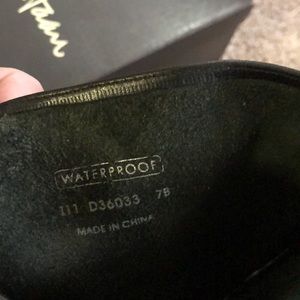 WATERPROOF
111 D36033 7B
MADE IN CHINA